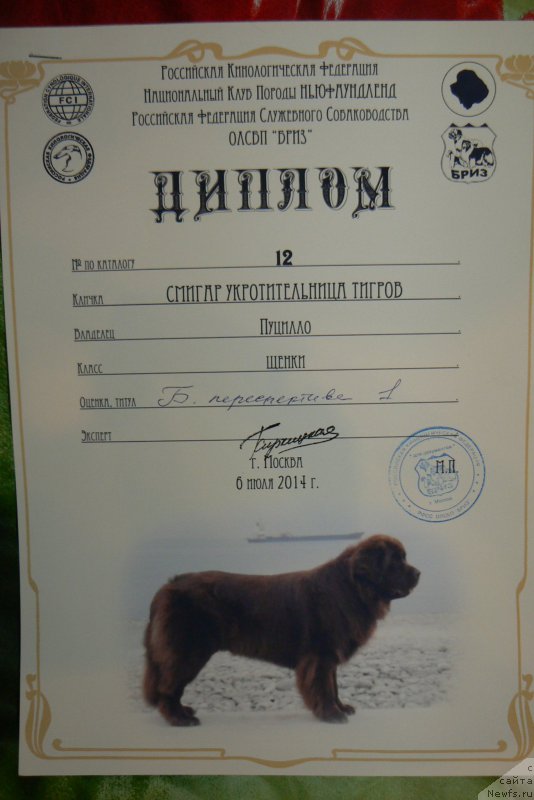 Российская Кинологическая Федерация
Национальный Клуб Породы НЬЮФАУНДЛЕНД
Российская Федерация Служебного Собаководства
ОЛСВП "БРИЗ"
FCI
БРИЗ
ДИПЛОМ
№ по каталогу 12
Кличка СМИГАР УКРОТИТЕЛЬНИЦА ТИГРОВ
Владелец Пуцилло
Класс ЩЕНКИ
Оценка, титул Б. перспективе 1
Эксперт
г. Москва
М.П.
6 июля 2014 г.
с
сайта
Newfs.ru